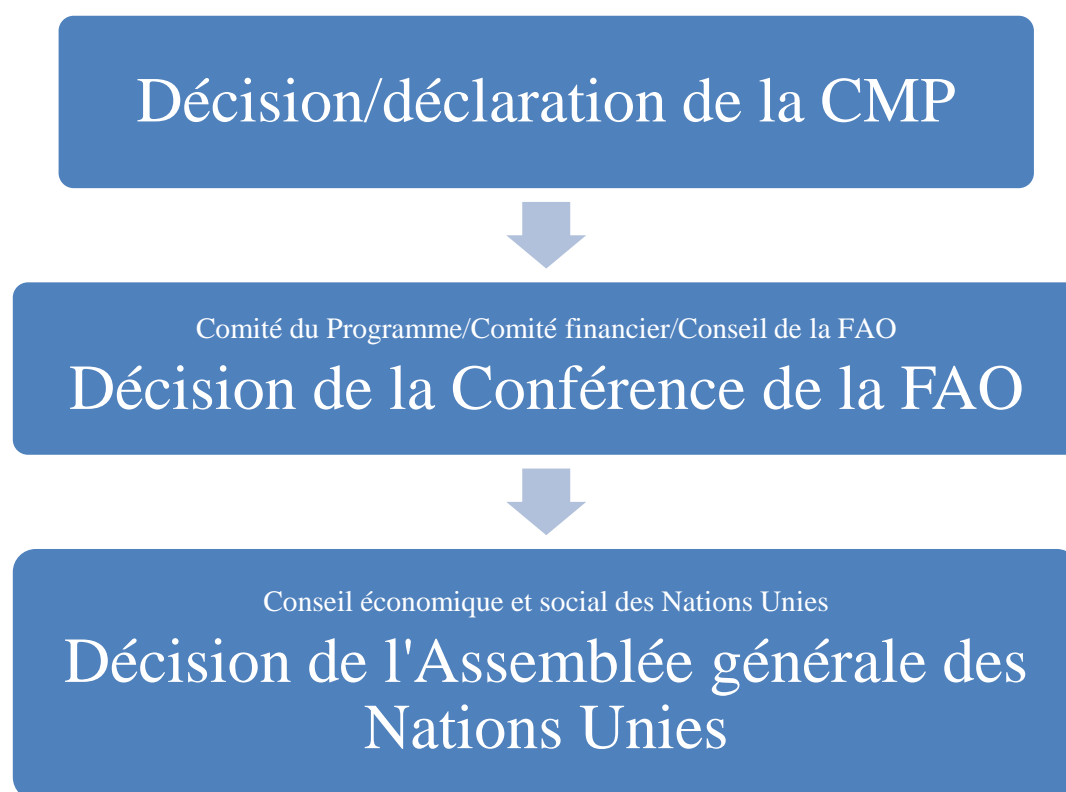 Décision/déclaration de la CMP
Comité du Programme/Comité financier/Conseil de la FAO
Décision de la Conférence de la FAO
Conseil économique et social des Nations Unies
Décision de l'Assemblée générale des
Nations Unies